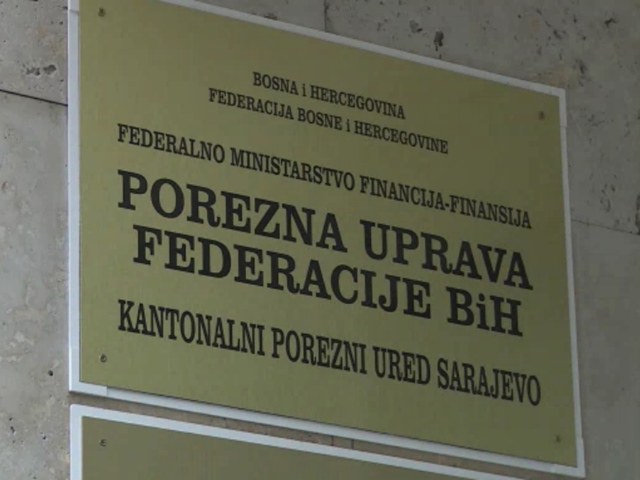 BOSNA i HERCEGOVINA
FEDERACIJA BOSNE i HERCEGOVINE
FEDERALNO MINISTARSTVO FINANCIJA-FINANSIJA
POREZNA UPRAVA
FEDERACIJE BiH
KANTONALNI POREZNI URED SARAJEVO